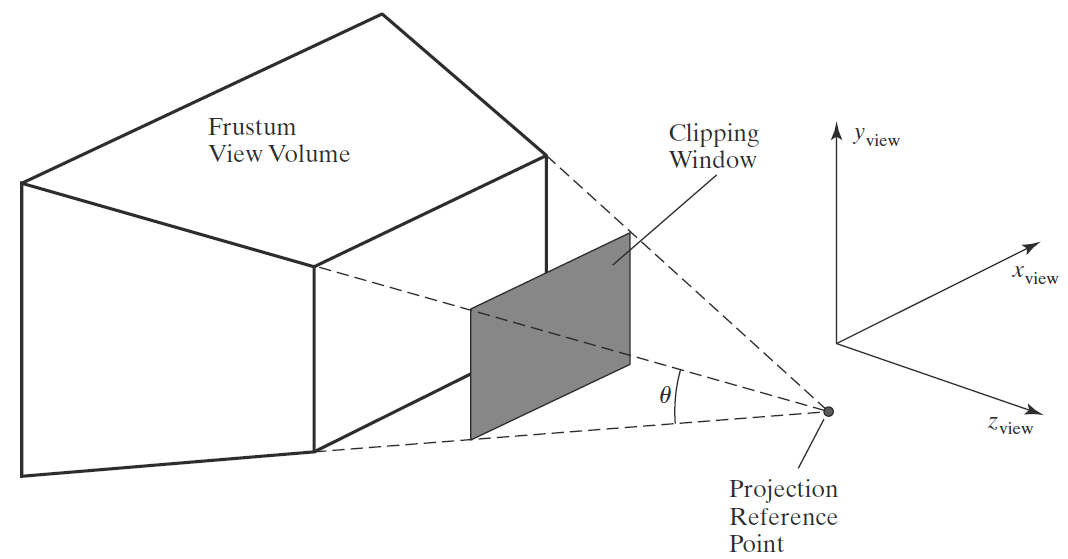 Frustum
View Volume
Clipping
Window
y view
x view
z view
θ
Projection
Reference
Point